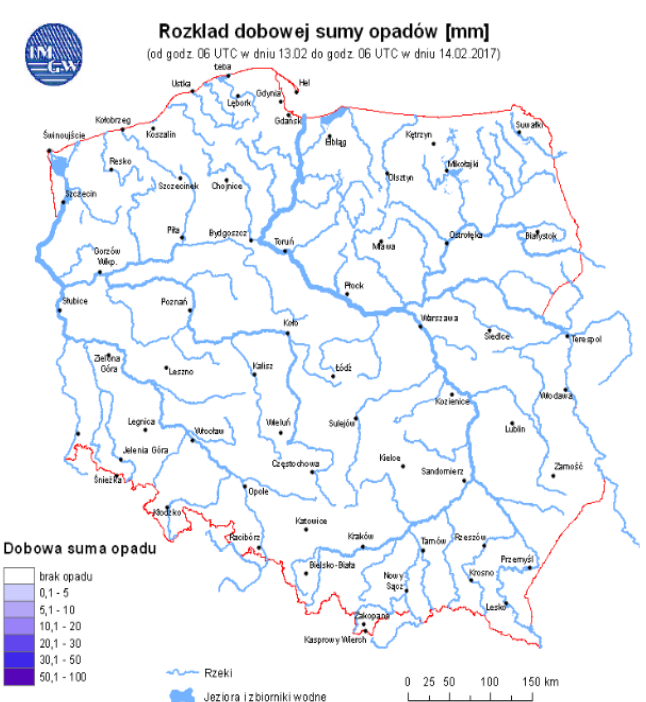 Rozkład dobowej sumy opadów [mm]
(od godz. 06 UTC w dniu 13.02 do godz. 06 UTC w dniu 14.02.2017)
IM
GW
Łeba
Hel
Ustka
Gdynia
Lębork
Gdańsk
Kołobrzeg
Koszalin
Suwałki
Świnoujście
Elbląg
Kętrzyn
Resko
Mikołajki
Szczecinek
Chojnice
Olsztyn
Szczecin
Piła
Bydgoszcz
Toruń
Mława
Ostrołęka
Białystok
Gorzów
Wlkp.
Płock
Słubice
Poznań
Koło
Warszawa
Siedlce
Terespol
Zielona
Góra
Leszno
Kalisz
Łódź
Włodawa
Kozienice
Legnica
Wrocław
Wieluń
Sulejów
Lublin
Jelenia Góra
Częstochowa
Kielce
Sandomierz
Zamość
Śnieżka
Opole
Kłodzko
Katowice
Racibórz
Kraków
Tarnów
Rzeszów
Przemyśl
Bielsko-Biała
Nowy
Sącz
Krosno
Lesko
Zakopane
Kasprowy Wierch
Dobowa suma opadu
brak opadu
0,1 - 5
5,1 - 10
10,1 - 20
20,1 - 30
30,1 - 50
50,1 - 100
Rzeki
Jeziora i zbiorniki wodne
0 25 50 100 150 km